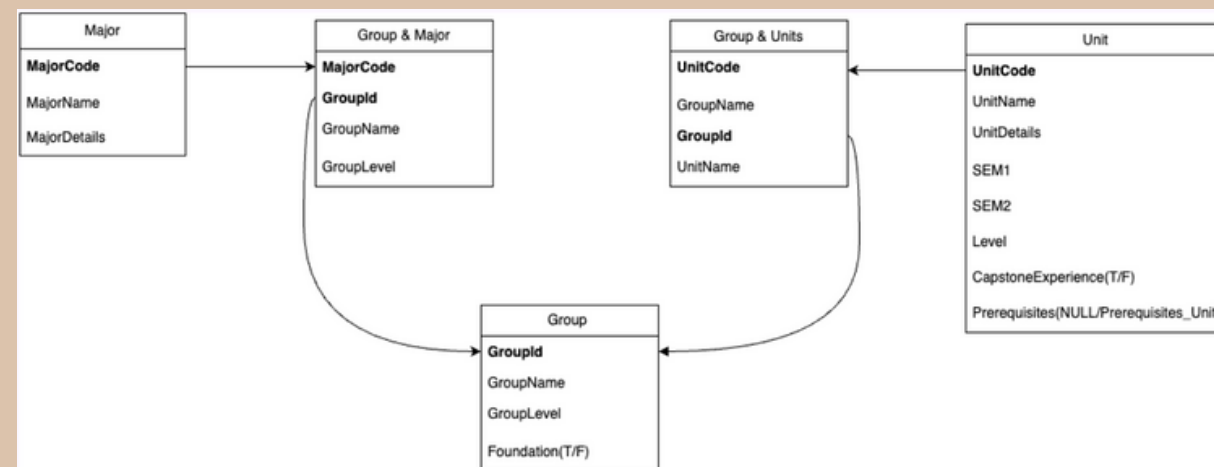 Major
MajorCode
MajorName
MajorDetails
Group & Major
MajorCode
GroupId
GroupName
GroupLevel
Group & Units
UnitCode
GroupName
GroupId
UnitName
Unit
UnitCode
UnitName
UnitDetails
SEM1
SEM2
Level
CapstoneExperience(T/F)
Prerequisites(NULL/Prerequisites_Unit
Group
GroupId
GroupName
GroupLevel
Foundation(T/F)